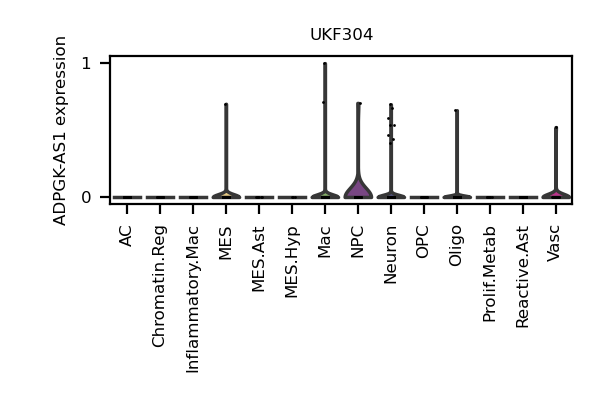 UKF304
ADPGK-AS1 expression
1
0
AC
Chromatin.Reg
Inflammatory.Mac
MES
MES.Ast
MES.Hyp
Mac
NPC
Neuron
OPC
Oligo
Prolif.Metab
Reactive.Ast
Vasc